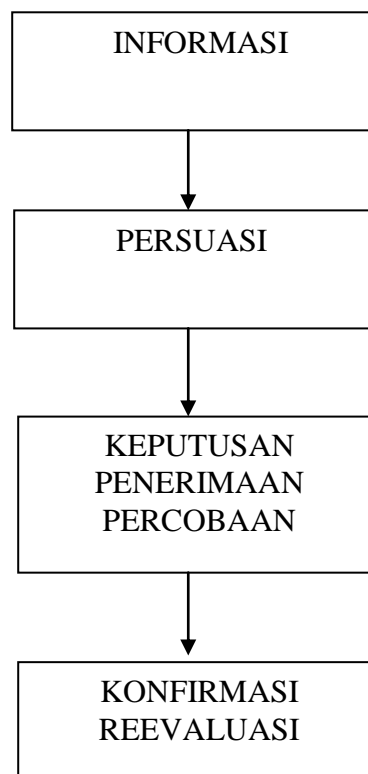 INFORMASI
PERSUASI
KEPUTUSAN
PENERIMAAN
PERCOBAAN
KONFIRMASI
REEVALUASI